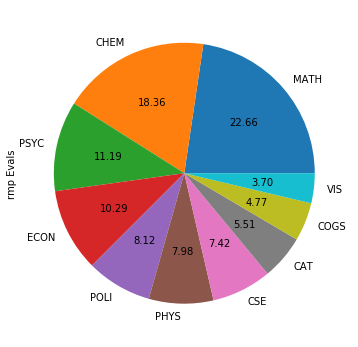 CHEM
MATH
18.36
22.66
PSYC
11.19
rmp Evals
VIS
3.70
10.29
4.77
COGS
ECON
8.12
7.98
7.42
5.51
CAT
POLI
PHYS
CSE